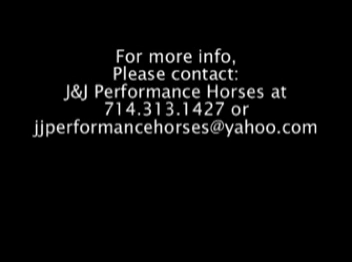 For more info,
Please contact:
J&J Performance Horses at
714.313.1427 or
jjperformancehorses@yahoo.com